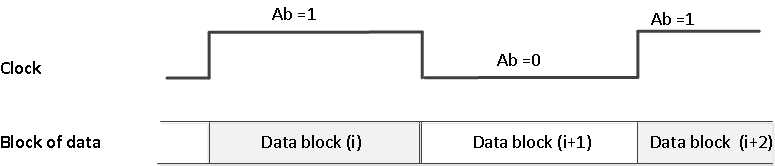 Ab =1
Ab =1
Clock
Ab =0
Block of data
Data block (i)
Data block (i+1)
Data block (i+2)